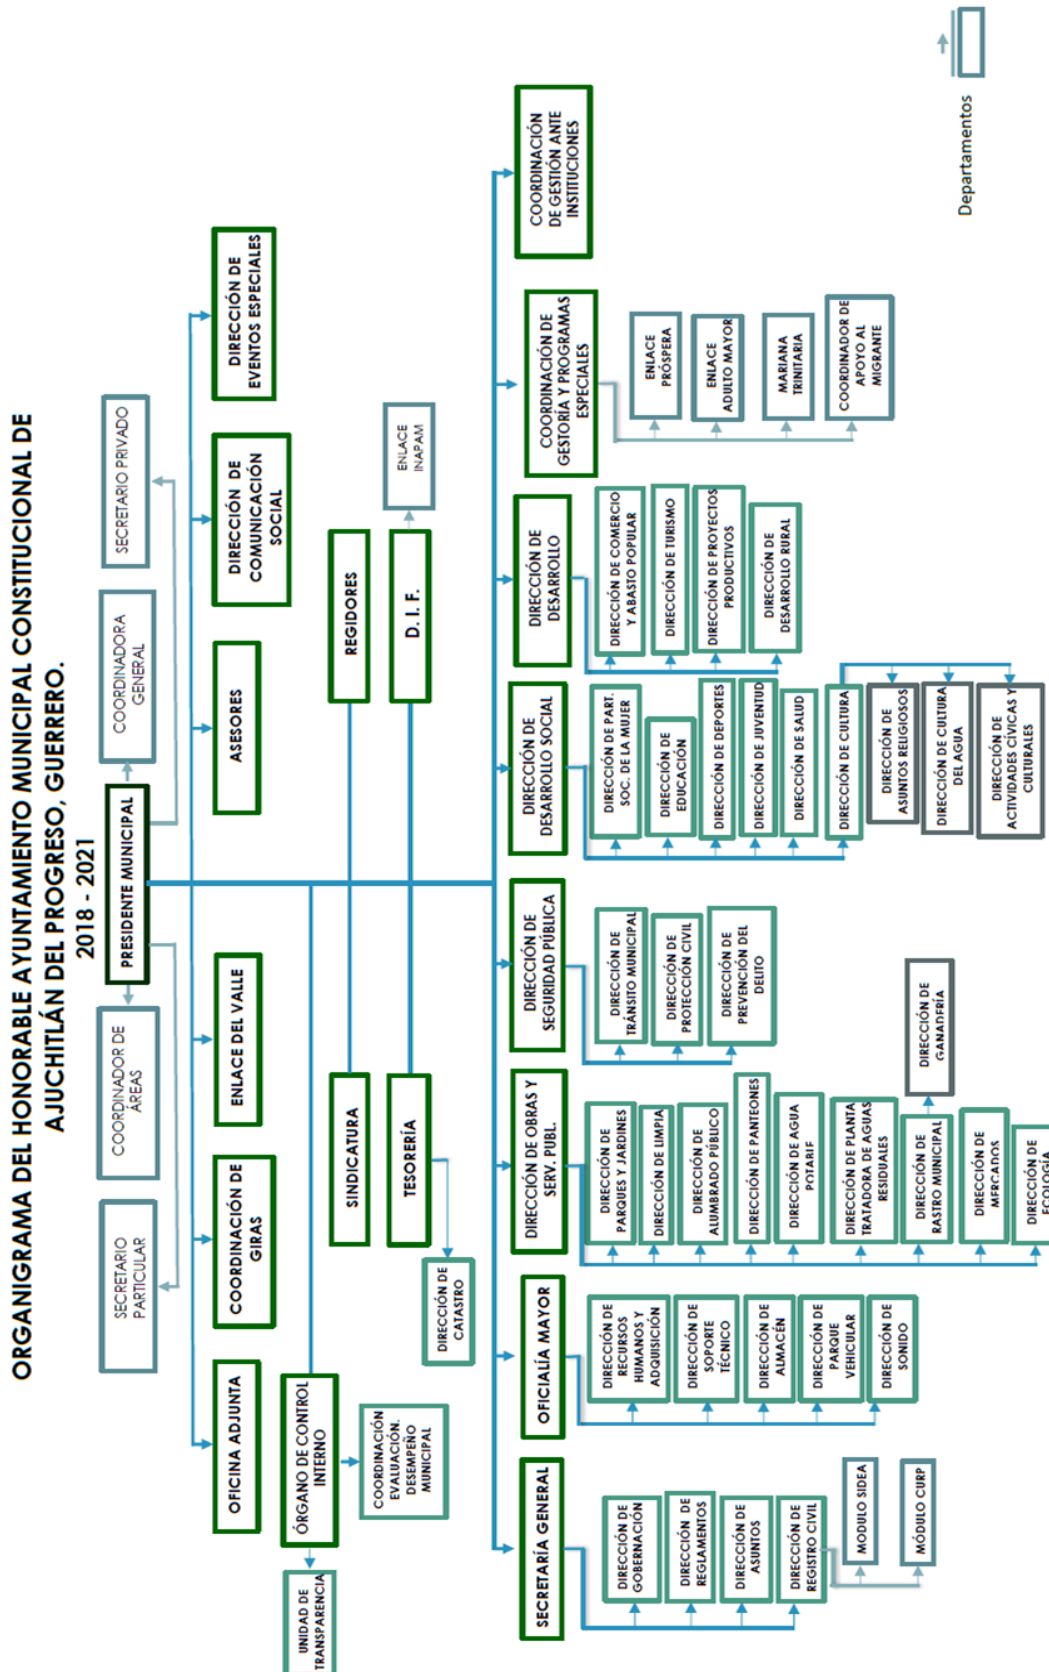 ORGANIGRAMA DEL HONORABLE AYUNTAMIENTO MUNICIPAL CONSTITUCIONAL DE
AJUCHITLÁN DEL PROGRESO, GUERRERO.
2018 - 2021
PRESIDENTE MUNICIPAL
SECRETARIO
PARTICULAR
COORDINADOR DE
ÁREAS
COORDINADORA
GENERAL
SECRETARIO PRIVADO
OFICINA ADJUNTA
COORDINACIÓN DE
GIRAS
ENLACE DEL VALLE
ASESORES
DIRECCIÓN DE
COMUNICACIÓN
SOCIAL
DIRECCIÓN DE
EVENTOS ESPECIALES
ÓRGANO DE CONTROL
INTERNO
UNIDAD DE
TRANSPARENCIA
COORDINACIÓN
EVALUACIÓN.
DESEMPEÑO
MUNICIPAL
SINDICATURA
REGIDORES
TESORERÍA
D. I. F.
ENLACE
INAPAM
DIRECCIÓN DE
CATASTRO
SECRETARÍA GENERAL
DIRECCIÓN DE
GOBERNACIÓN
DIRECCIÓN DE
REGLAMENTOS
DIRECCIÓN DE
ASUNTOS
DIRECCIÓN DE
REGISTRO CIVIL
MODULO SIDEA
MÓDULO CURP
OFICIALÍA MAYOR
DIRECCIÓN DE
RECURSOS
HUMANOS Y
ADQUISICIÓN
DIRECCIÓN DE
SOPORTE
TÉCNICO
DIRECCIÓN DE
ALMACÉN
DIRECCIÓN DE
PARQUE
VEHICULAR
DIRECCIÓN DE
SONIDO
DIRECCIÓN DE OBRAS Y
SERV. PUBL.
DIRECCIÓN DE
PARQUES Y JARDINES
DIRECCIÓN DE LIMPIA
DIRECCIÓN DE
ALUMBRADO PÚBLICO
DIRECCIÓN DE PANTEONES
DIRECCIÓN DE AGUA
POTARIF
DIRECCIÓN DE PLANTA
TRATADORA DE AGUAS
RESIDUALES
DIRECCIÓN DE
RASTRO MUNICIPAL
DIRECCIÓN DE
GANADERÍA
DIRECCIÓN DE
MERCADOS
DIRECCIÓN DE
ECOLOGÍA
DIRECCIÓN DE
SEGURIDAD PÚBLICA
DIRECCIÓN DE
TRÁNSITO MUNICIPAL
DIRECCIÓN DE
PROTECCIÓN CIVIL
DIRECCIÓN DE
PREVENCIÓN DEL
DELITO
DIRECCIÓN DE
DESARROLLO SOCIAL
DIRECCIÓN DE PART.
SOC. DE LA MUJER
DIRECCIÓN DE
EDUCACIÓN
DIRECCIÓN DE DEPORTES
DIRECCIÓN DE JUVENTUD
DIRECCIÓN DE SALUD
DIRECCIÓN DE CULTURA
DIRECCIÓN DE
ASUNTOS RELIGIOSOS
DIRECCIÓN DE CULTURA
DEL AGUA
DIRECCIÓN DE
ACTIVIDADES CÍVICAS Y
CULTURALES
DIRECCIÓN DE
DESARROLLO
DIRECCIÓN DE COMERCIO
Y ABASTO POPULAR
DIRECCIÓN DE TURISMO
DIRECCIÓN DE PROYECTOS
PRODUCTIVOS
DIRECCIÓN DE
DESARROLLO RURAL
COORDINACIÓN DE
GESTORÍA Y PROGRAMAS
ESPECIALES
ENLACE
PRÓSPERA
ENLACE
ADULTO MAYOR
MARIANA
TRINITARIA
COORDINADOR DE
APOYO AL
MIGRANTE
COORDINACIÓN
DE GESTIÓN ANTE
INSTITUCIONES
Departamentos